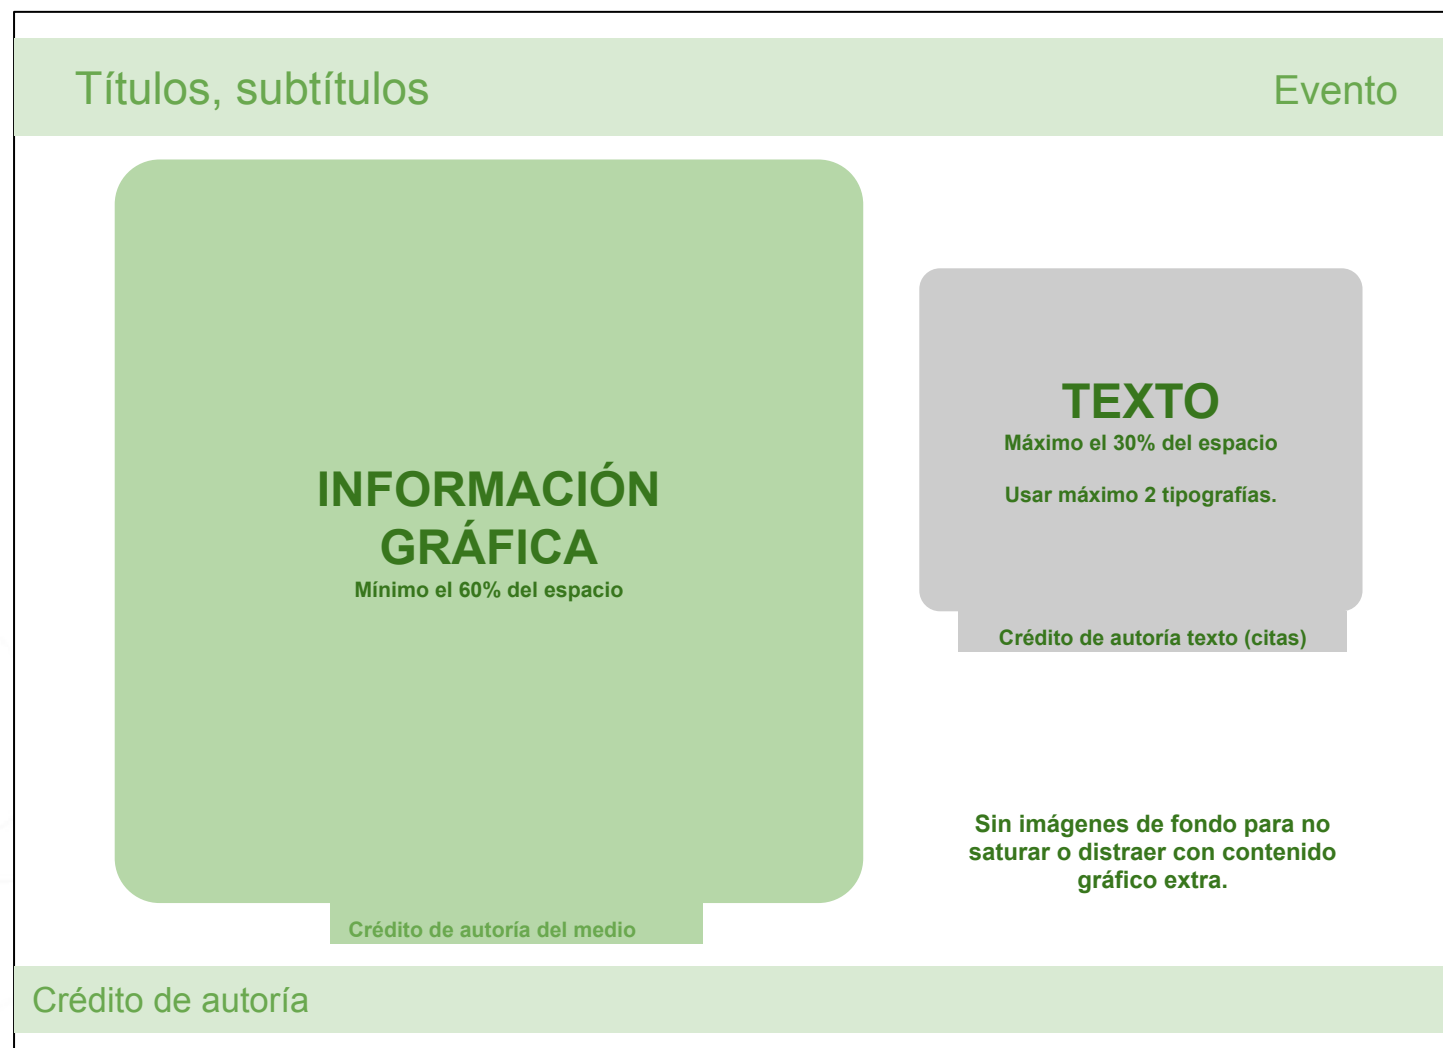 Títulos, subtítulos
Evento
INFORMACIÓN
GRÁFICA
Mínimo el 60% del espacio
Crédito de autoría del medio
TEXTO
Máximo el 30% del espacio
Usar máximo 2 tipografías.
Crédito de autoría texto (citas)
Sin imágenes de fondo para no
saturar o distraer con contenido
gráfico extra.
Crédito de autoría